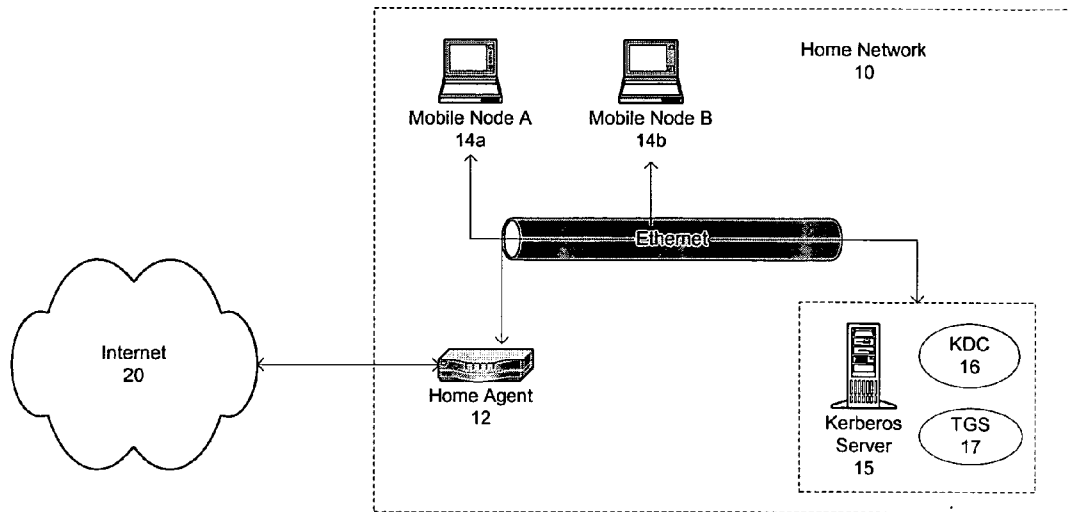 Home Network
10
Mobile Node A
14a
Mobile Node B
14b
Ethernet
Internet
20
Home Agent
12
Kerberos
Server
15
KDC
16
TGS
17